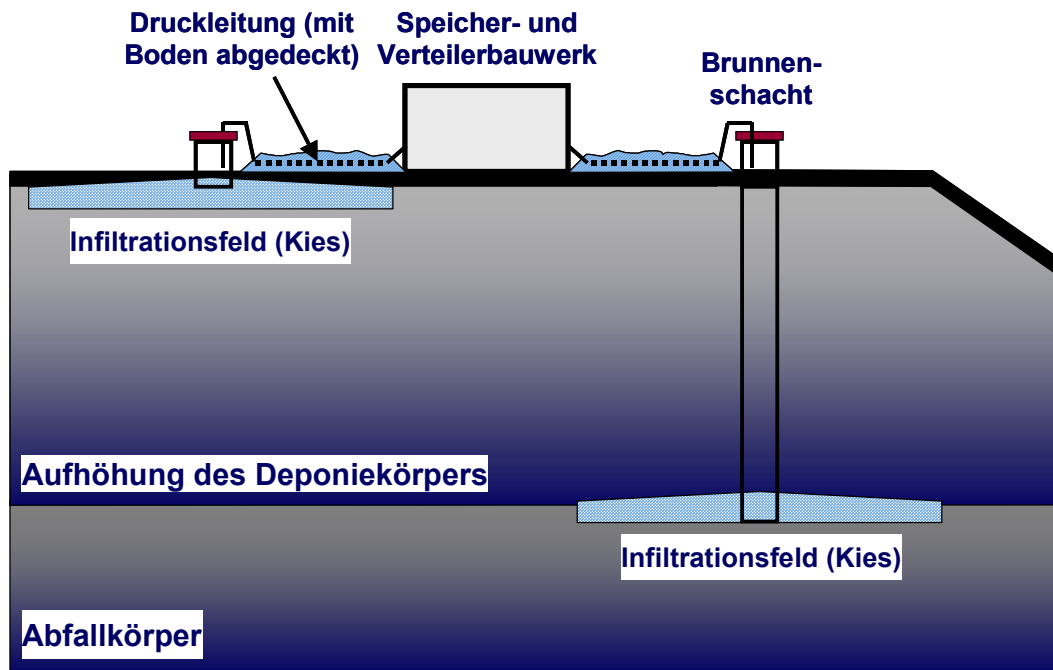 Druckleitung (mit
Boden abgedeckt)
Speicher- und
Verteilerbauwerk
Brunnen-
schacht
Infiltrationsfeld (Kies)
Aufhöhung des Deponiekörpers
Infiltrationsfeld (Kies)
Abfallkörper